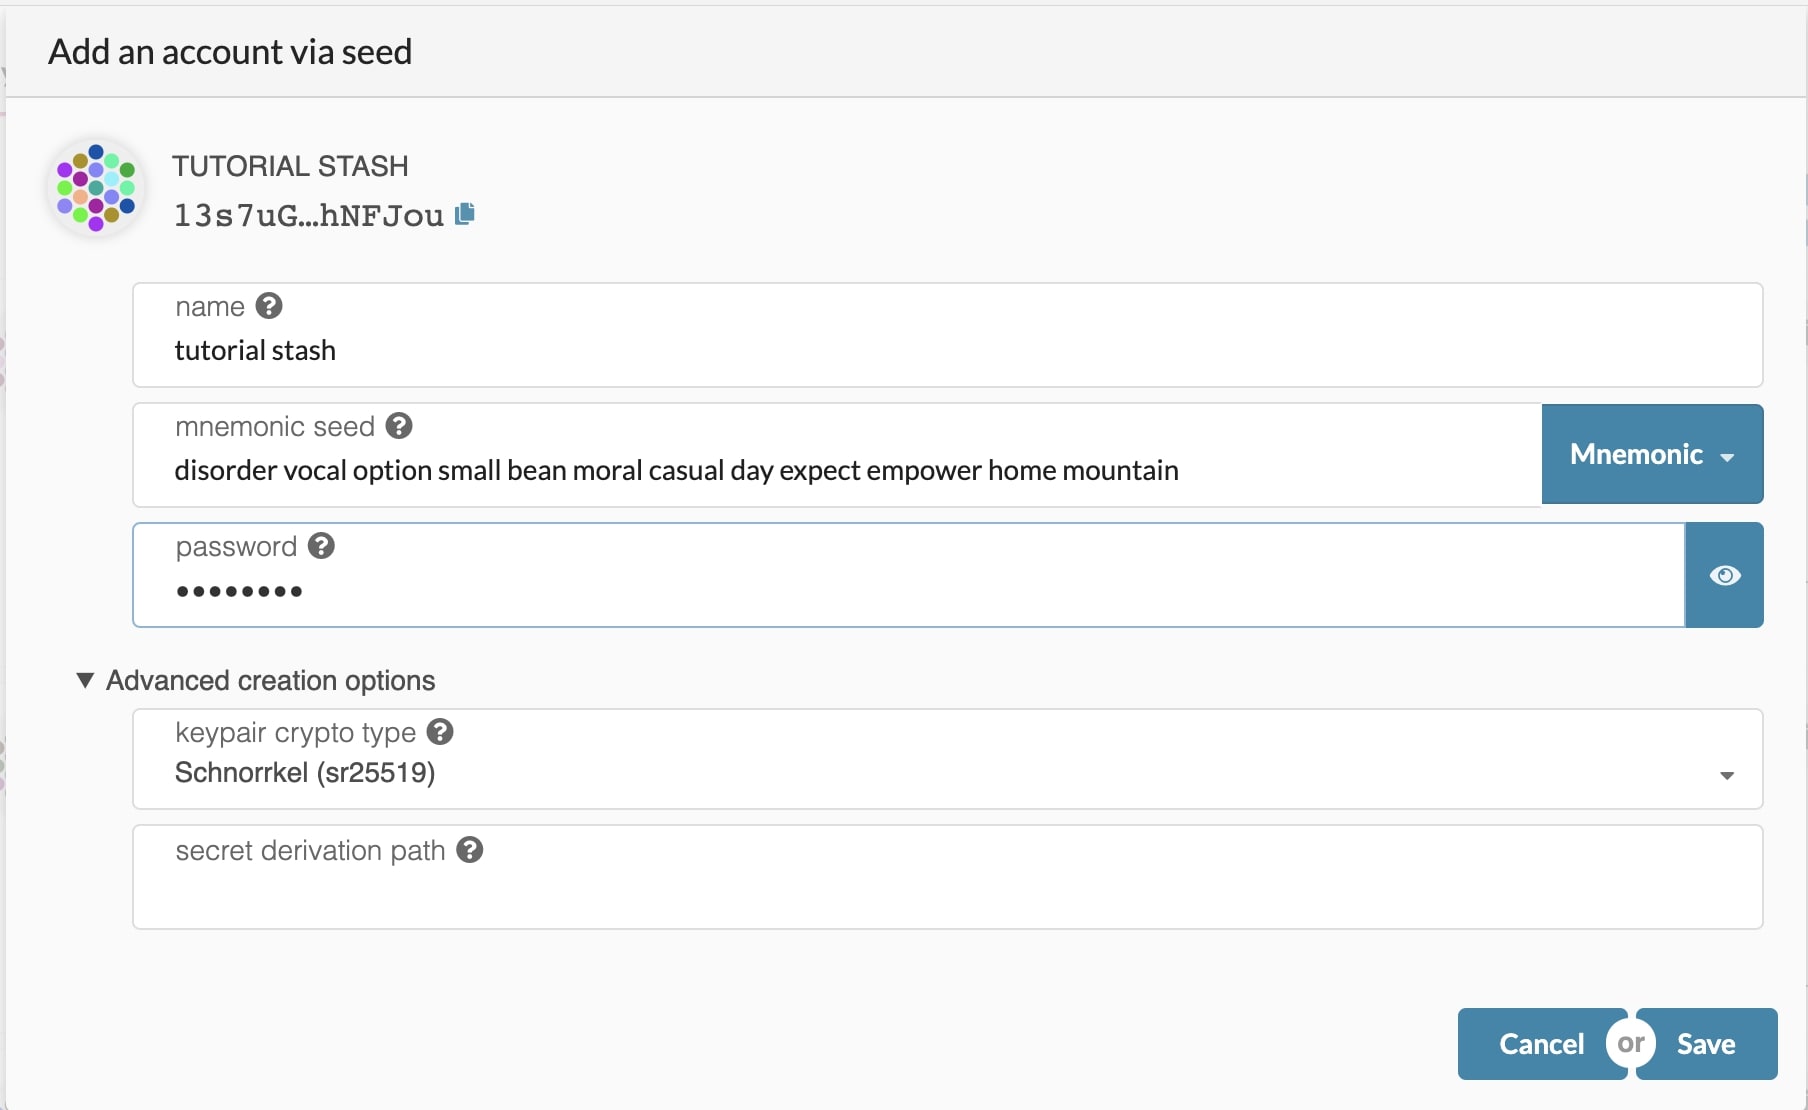 Add an account via seed
TUTORIAL STASH
13s7uG...hNFJou
name
tutorial stash
mnemonic seed
disorder vocal option small bean moral casual day expect empower home mountain
Mnemonic
password
••••••••
Advanced creation options
keypair crypto type
Schnorrkel (sr25519)
secret derivation path
Cancel or Save